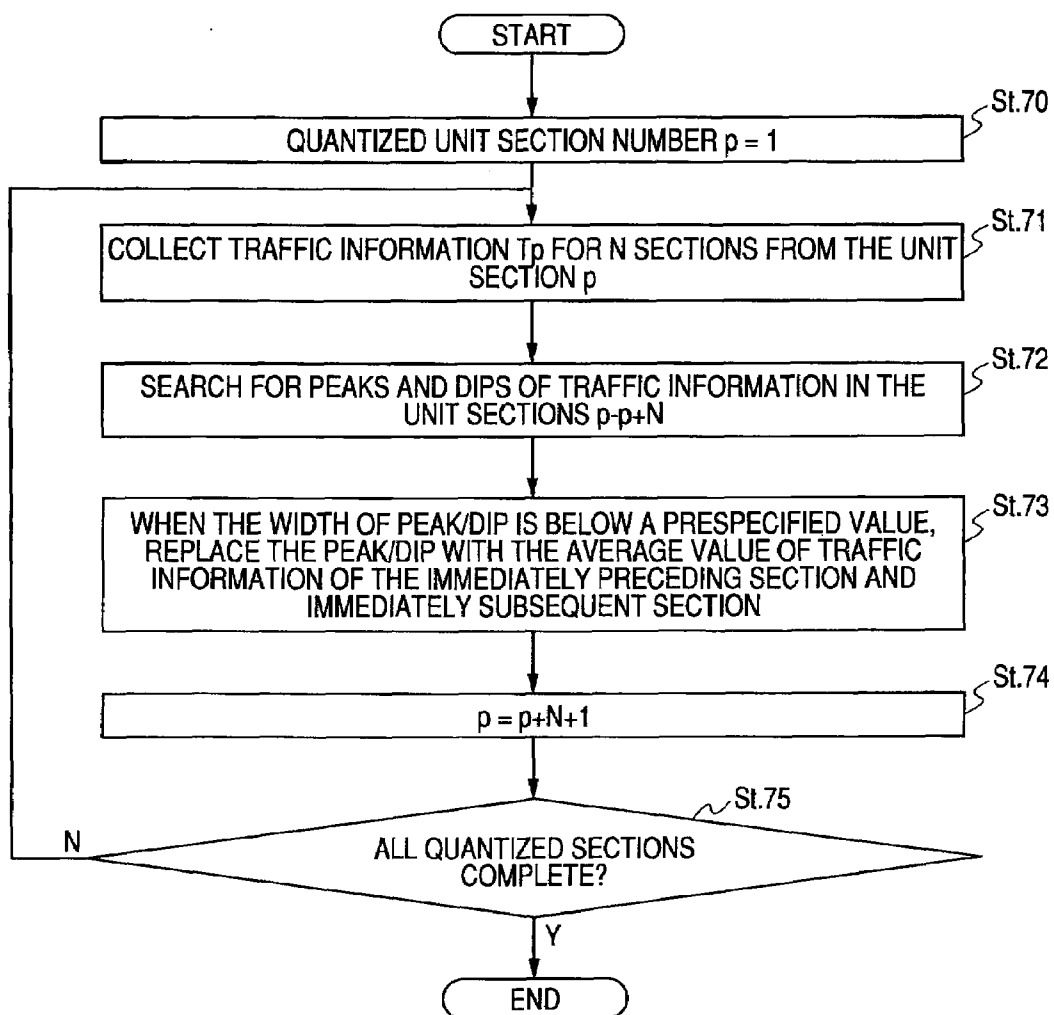 START
St.70
QUANTIZED UNIT SECTION NUMBER p = 1
St.71
COLLECT TRAFFIC INFORMATION Tp FOR N SECTIONS FROM THE UNIT
SECTION p
St.72
SEARCH FOR PEAKS AND DIPS OF TRAFFIC INFORMATION IN THE
UNIT SECTIONS p-p+N
St.73
WHEN THE WIDTH OF PEAK/DIP IS BELOW A PRESPECIFIED VALUE,
REPLACE THE PEAK/DIP WITH THE AVERAGE VALUE OF TRAFFIC
INFORMATION OF THE IMMEDIATELY PRECEDING SECTION AND
IMMEDIATELY SUBSEQUENT SECTION
St.74
p = p+N+1
St.75
N
ALL QUANTIZED SECTIONS
COMPLETE?
Y
END